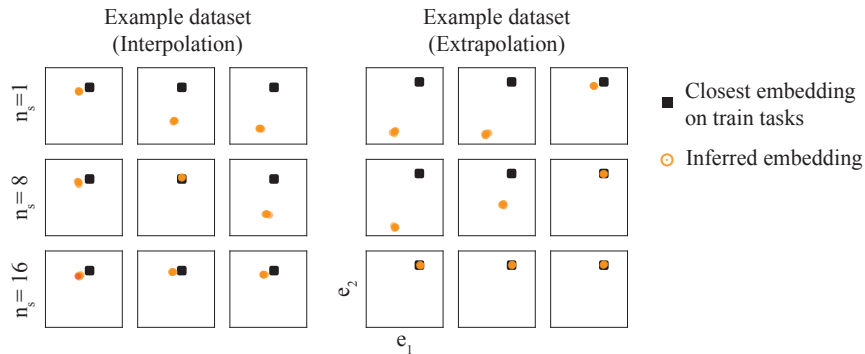 Example dataset
(Interpolation)
Example dataset
(Extrapolation)
n_s=1
n_s= 8
n_s= 16
Closest embedding
on train tasks
Inferred embedding
e_2
e_1